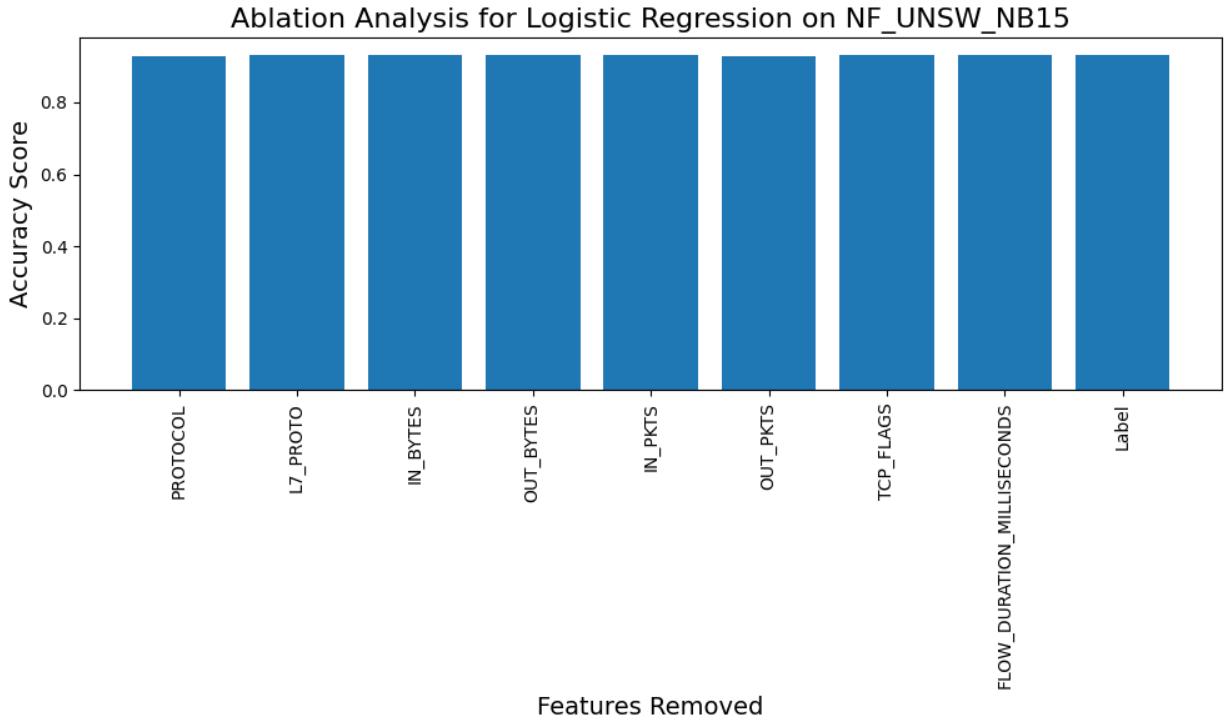 Ablation Analysis for Logistic Regression on NF_UNSW_NB15
Accuracy Score
0.8
0.6
0.4
0.2
0.0
PROTOCOL
L7_PROTO
IN_BYTES
OUT_BYTES
IN_PKTS
OUT_PKTS
TCP_FLAGS
FLOW_DURATION_MILLISECONDS
Label
Features Removed